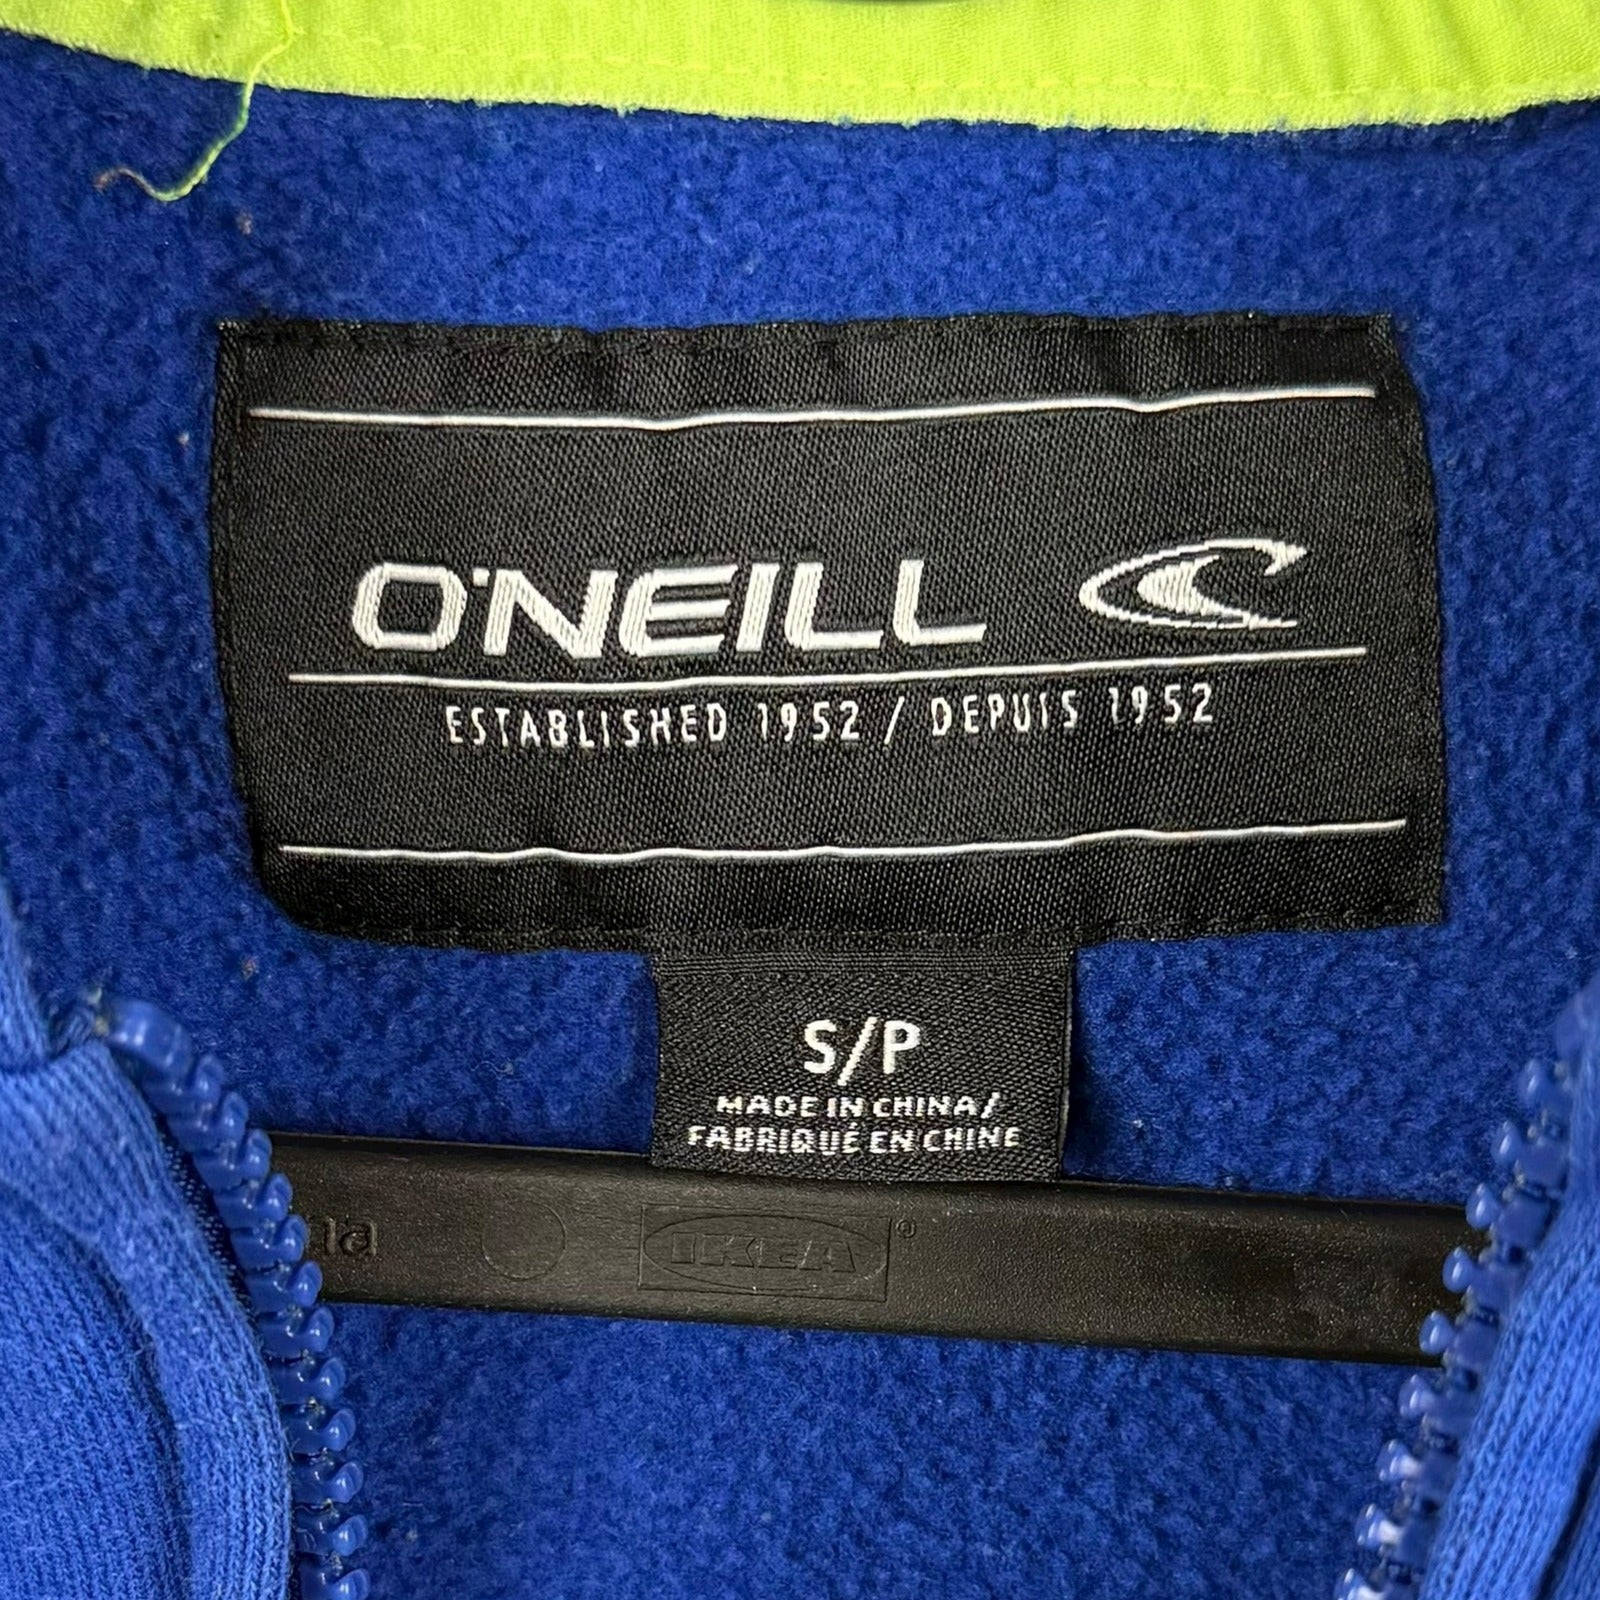 O'NEILL
ESTABLISHED 1952 / DEPUIS 1952
S/P
MADE IN CHINA/
FABRIQUÉ EN CHINE
IKEA®